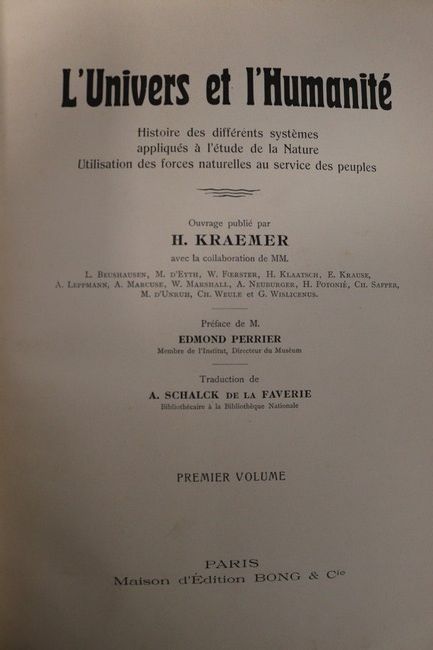 L'Univers et l'Humanité
Histoire des différents systèmes
appliqués à l'étude de la Nature
Utilisation des forces naturelles au service des peuples
Ouvrage publié par
H. KRAEMER
avec la collaboration de MM.
L. Beushausen, M. d'Eyth, W. Fœrster, H. Klaatsch, E. Krause,
A. Leppmann, A. Marcuse, W. Marshall, A. Neuburger, H. Potonié, Ch. Sapper,
M. d'Unruh, Ch. Weule et G. Wislicenus.
Préface de M.
EDMOND PERRIER
Membre de l'Institut, Directeur du Muséum
Traduction de
A. SCHALCK DE LA FAVERIE
Bibliothécaire à la Bibliothèque Nationale
PREMIER VOLUME
PARIS
Maison d'Édition BONG & Cie